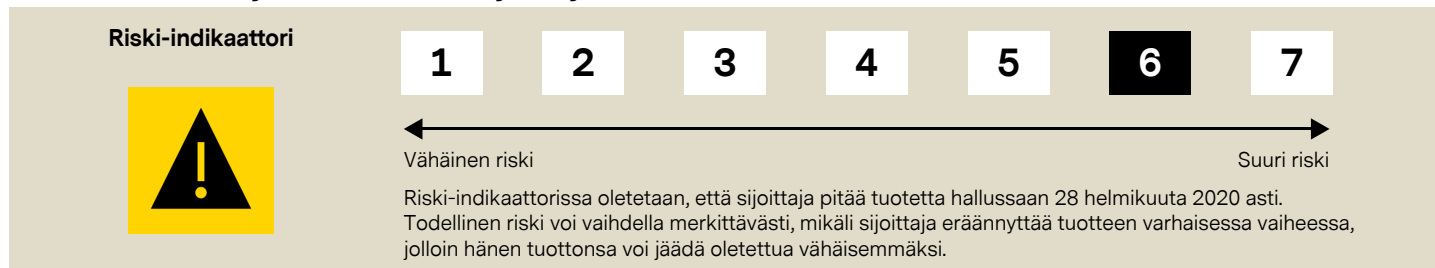 Riski-indikaattori
1 2 3 4 5 6 7
Vähäinen riski Suuri riski
Riski-indikaattorissa oletetaan, että sijoittaja pitää tuotetta hallussaan 28 helmikuuta 2020 asti.
Todellinen riski voi vaihdella merkittävästi, mikäli sijoittaja eräännyttää tuotteen varhaisessa vaiheessa,
jolloin hänen tuottonsa voi jäädä oletettua vähäisemmäksi.